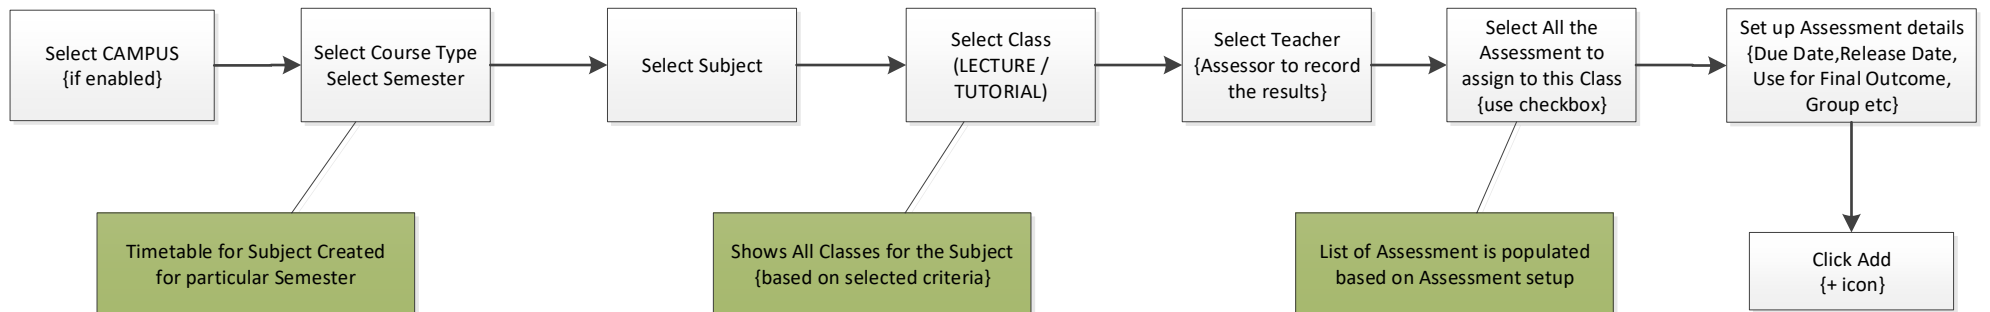 Select CAMPUS
{if enabled}
Select Course Type
Select Semester
Select Subject
Select Class
(LECTURE /
TUTORIAL)
Select Teacher
{Assessor to record
the results}
Select All the
Assessment to
assign to this Class
{use checkbox}
Set up Assessment details
{Due Date,Release Date,
Use for Final Outcome,
Group etc}
Timetable for Subject Created
for particular Semester
Shows All Classes for the Subject
{based on selected criteria}
List of Assessment is populated
based on Assessment setup
Click Add
{+ icon}